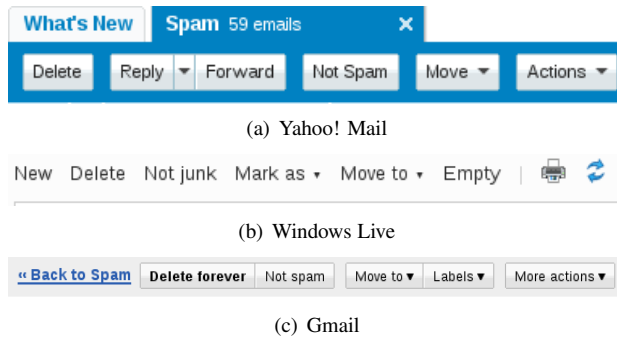 What's New Spam 59 emails
Delete Reply Forward Not Spam Move Actions
(a) Yahoo! Mail
New Delete Not junk Mark as Move to Empty
(b) Windows Live
‹‹ Back to Spam Delete forever Not spam Move to Labels More actions
(c) Gmail